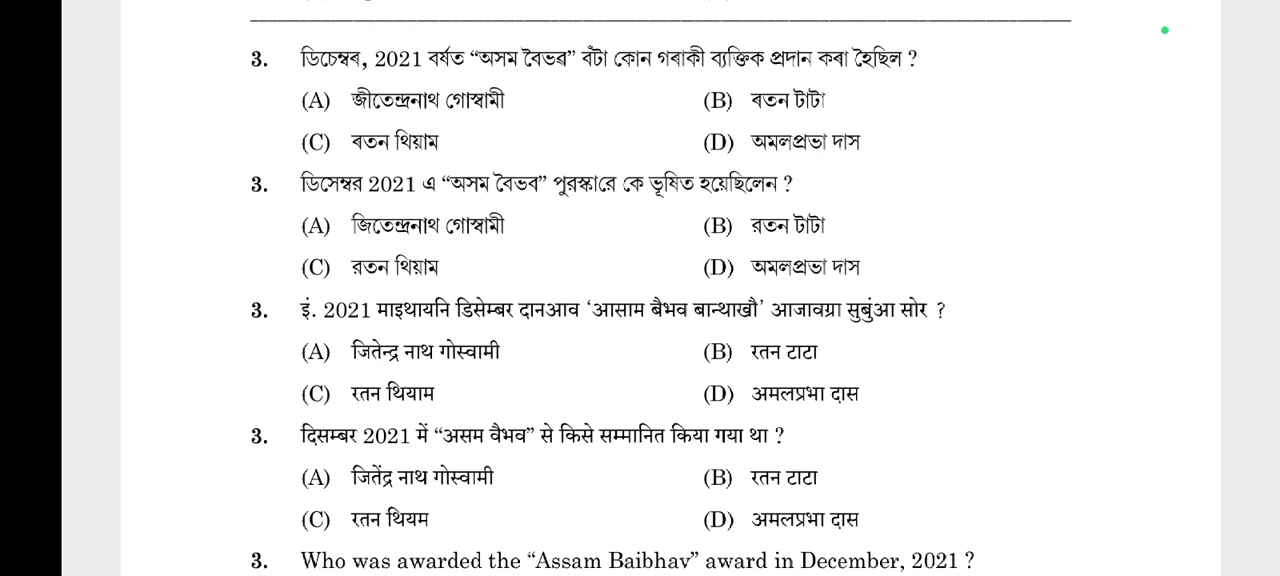 3. ডিচেম্বৰ, 2021 বৰ্ষত “অসম বৈভৱ” বঁটা কোন গৰাকী ব্যক্তিক প্ৰদান কৰা হৈছিল ?
(A) জীতেন্দ্ৰনাথ গোস্বামী (B) ৰতন টাটা
(C) ৰতন থিয়াম (D) অমলপ্ৰভা দাস
3. ডিসেম্বর 2021 এ “অসম বৈভব” পুরস্কারে কে ভূষিত হয়েছিলেন ?
(A) জিতেন্দ্রনাথ গোস্বামী (B) রতন টাটা
(C) রতন থিয়াম (D) অমলপ্রভা দাস
3. इं. 2021 माइथायनि डिसेम्बर दानआव ‘आसाम बैभव बान्थाखौ’ आजावग्रा सुबुंआ सोर ?
(A) जितेन्द्र नाथ गोस्वामी (B) रतन टाटा
(C) रतन थियाम (D) अमलप्रभा दास
3. दिसम्बर 2021 में “असम वैभव” से किसे सम्मानित किया गया था ?
(A) जितेंद्र नाथ गोस्वामी (B) रतन टाटा
(C) रतन थियम (D) अमलप्रभा दास
3. Who was awarded the “Assam Baibhav” award in December, 2021 ?